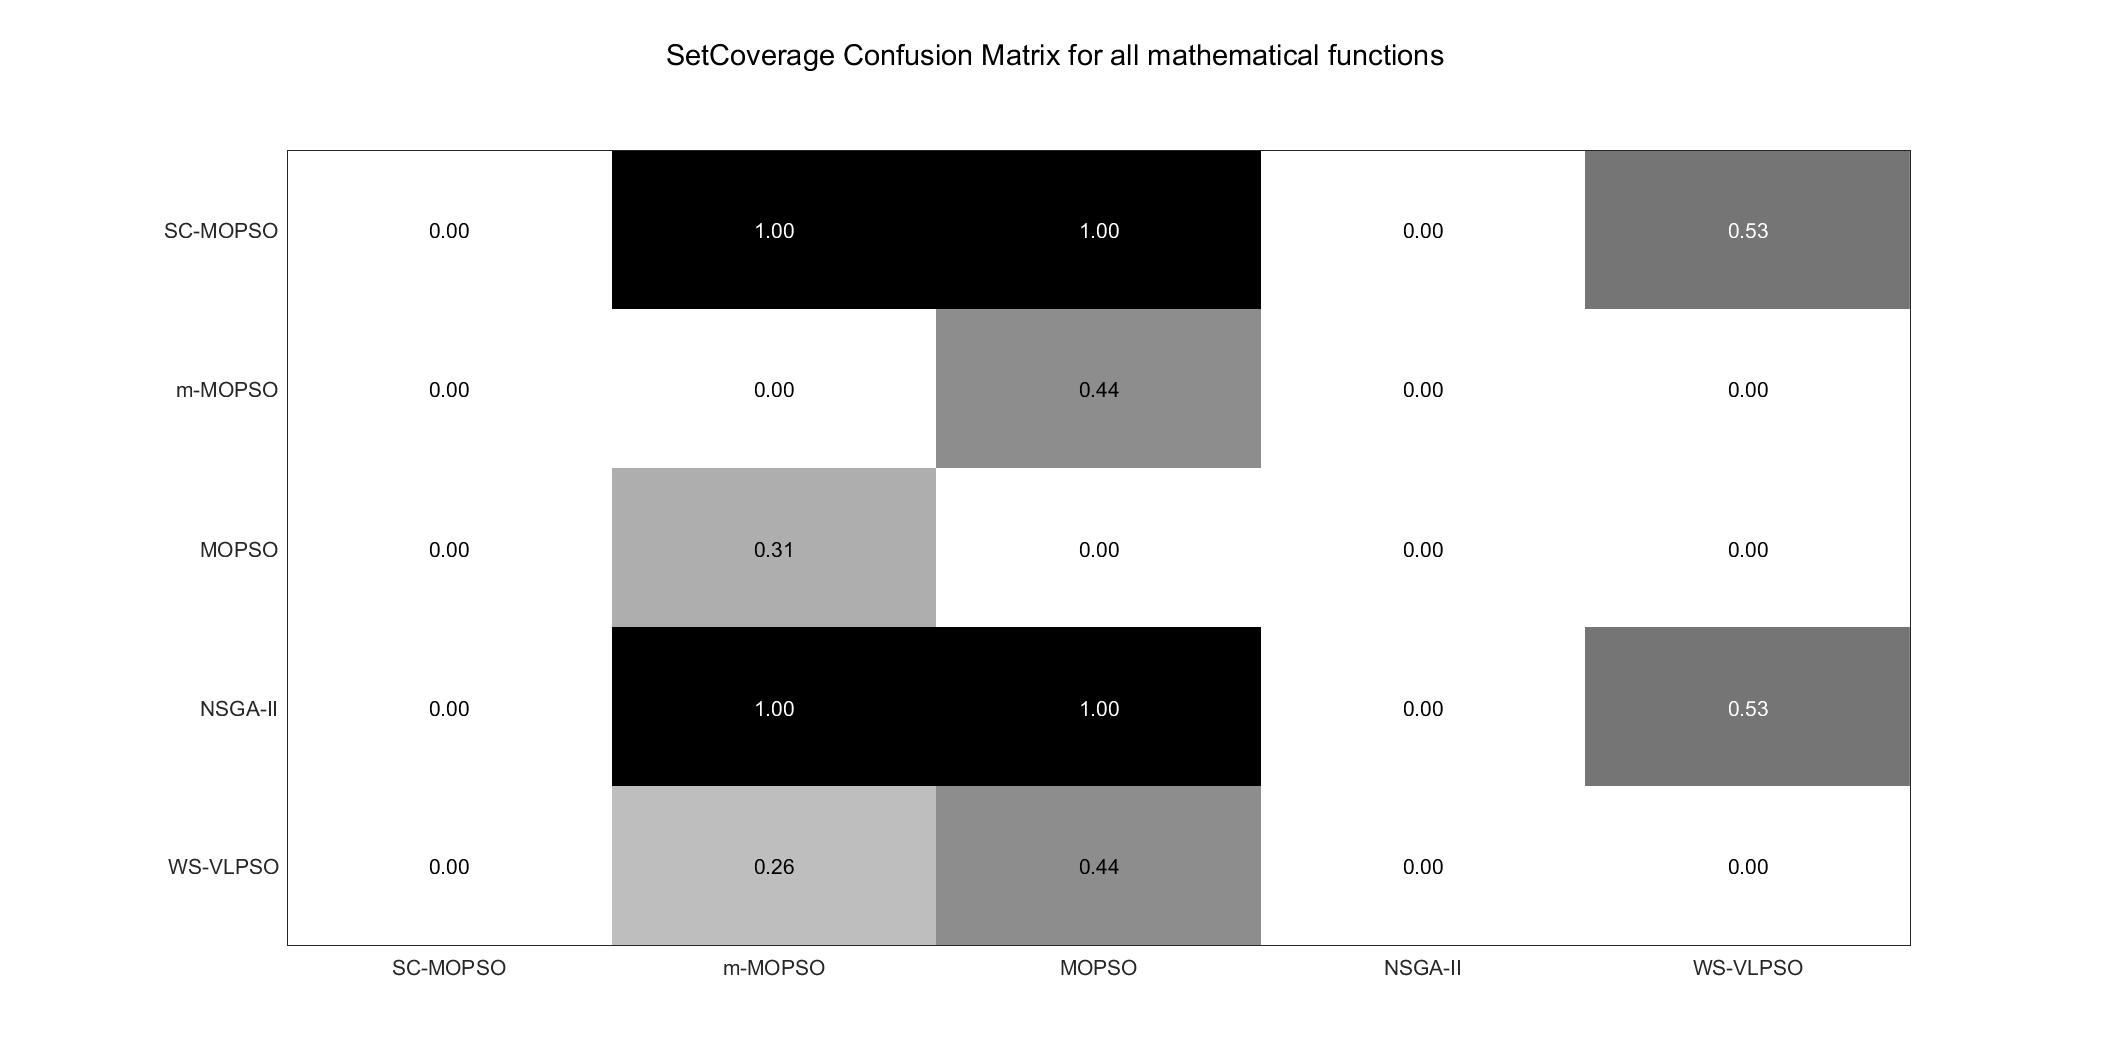 SetCoverage Confusion Matrix for all mathematical functions
SC-MOPSO 0.00 1.00 1.00 0.00 0.53
m-MOPSO 0.00 0.00 0.44 0.00 0.00
MOPSO 0.00 0.31 0.00 0.00 0.00
NSGA-II 0.00 1.00 1.00 0.00 0.53
WS-VLPSO 0.00 0.26 0.44 0.00 0.00
SC-MOPSO m-MOPSO MOPSO NSGA-II WS-VLPSO